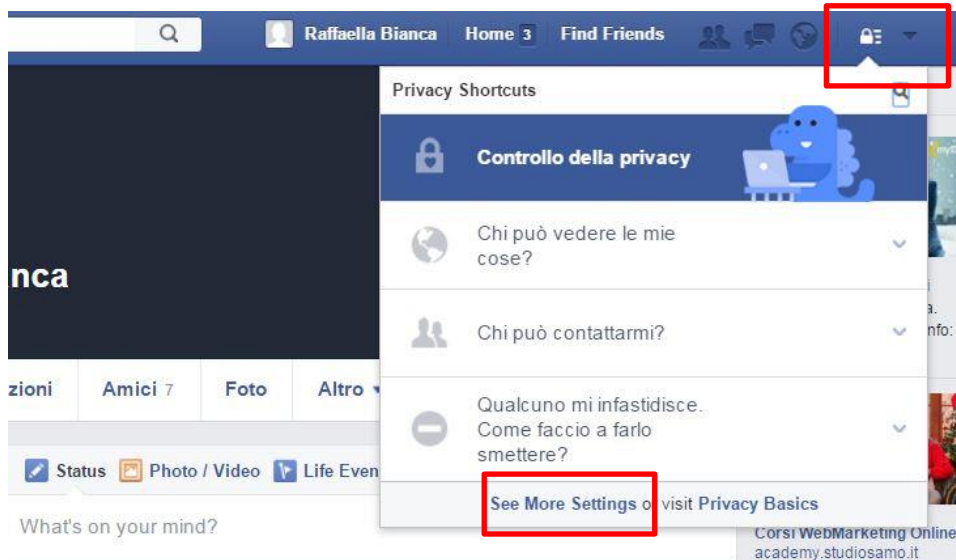 Raffaella Bianca Home 3 Find Friends
Privacy Shortcuts
Controllo della privacy
Chi può vedere le mie
cose?
nca
Chi può contattarmi?
nfo:
zioni Amici 7 Foto Altro
Qualcuno mi infastidisce.
Come faccio a farlo
smettere?
Status Photo / Video Life Even
See More Settings or visit Privacy Basics
What's on your mind?
Corsi WebMarketing Online
academy.studiosamo.it